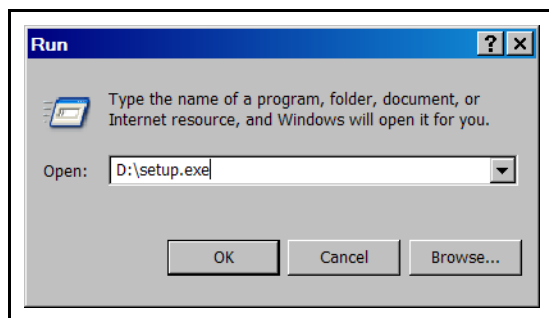 Run
Type the name of a program, folder, document, or
Internet resource, and Windows will open it for you.
Open: D:\setup.exe
OK Cancel Browse...